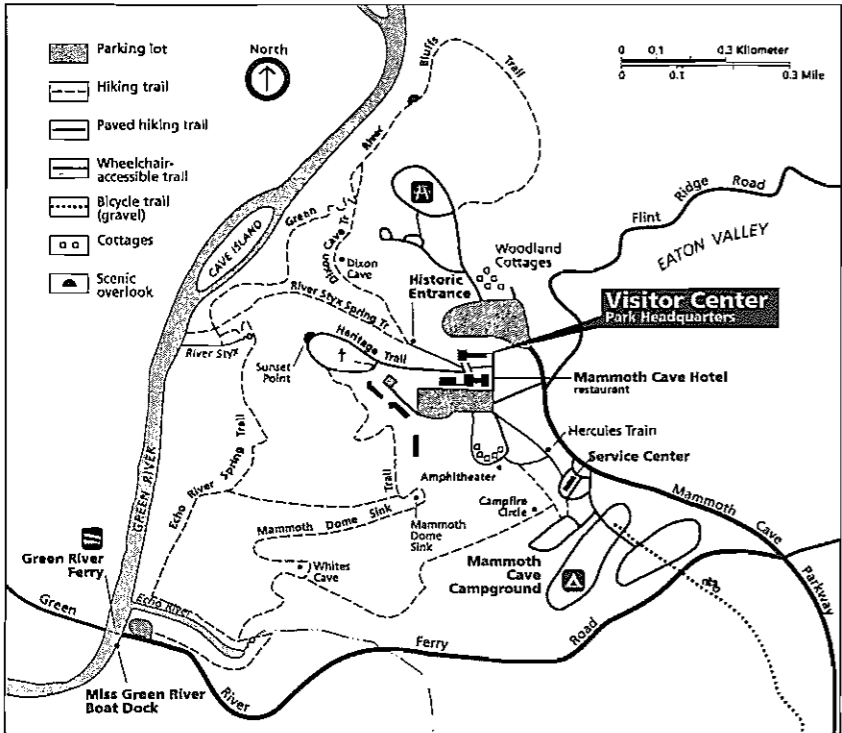 Parking lot
Hiking trail
Paved hiking trail
Wheelchair-
accessible trail
Bicycle trail
(gravel)
Cottages
Scenic
overlook
North
0 0.1 0.3 Kilometer
0 0.1 0.3 Mile
River Bluffs Trail
Green
CAVE ISLAND
Dixon Cave Tr
Dixon
Cave
Historic
Entrance
Woodland
Cottages
Flint Ridge Road
EATON VALLEY
Visitor Center
Park Headquarters
River Styx Spring Tr
River Styx
Sunset
Point
Heritage Trail
Mammoth Cave Hotel
restaurant
Hercules Train
Service Center
Amphitheater
Campfire
Circle
Trail
Mammoth Dome Sink
Mammoth
Dome
Sink
Whites
Cave
Mammoth
Cave
Campground
Mammoth Cave Parkway
Echo River Spring Trail
GREEN RIVER
Green River
Ferry
Echo River
Green River Ferry Road
Miss Green River
Boat Dock